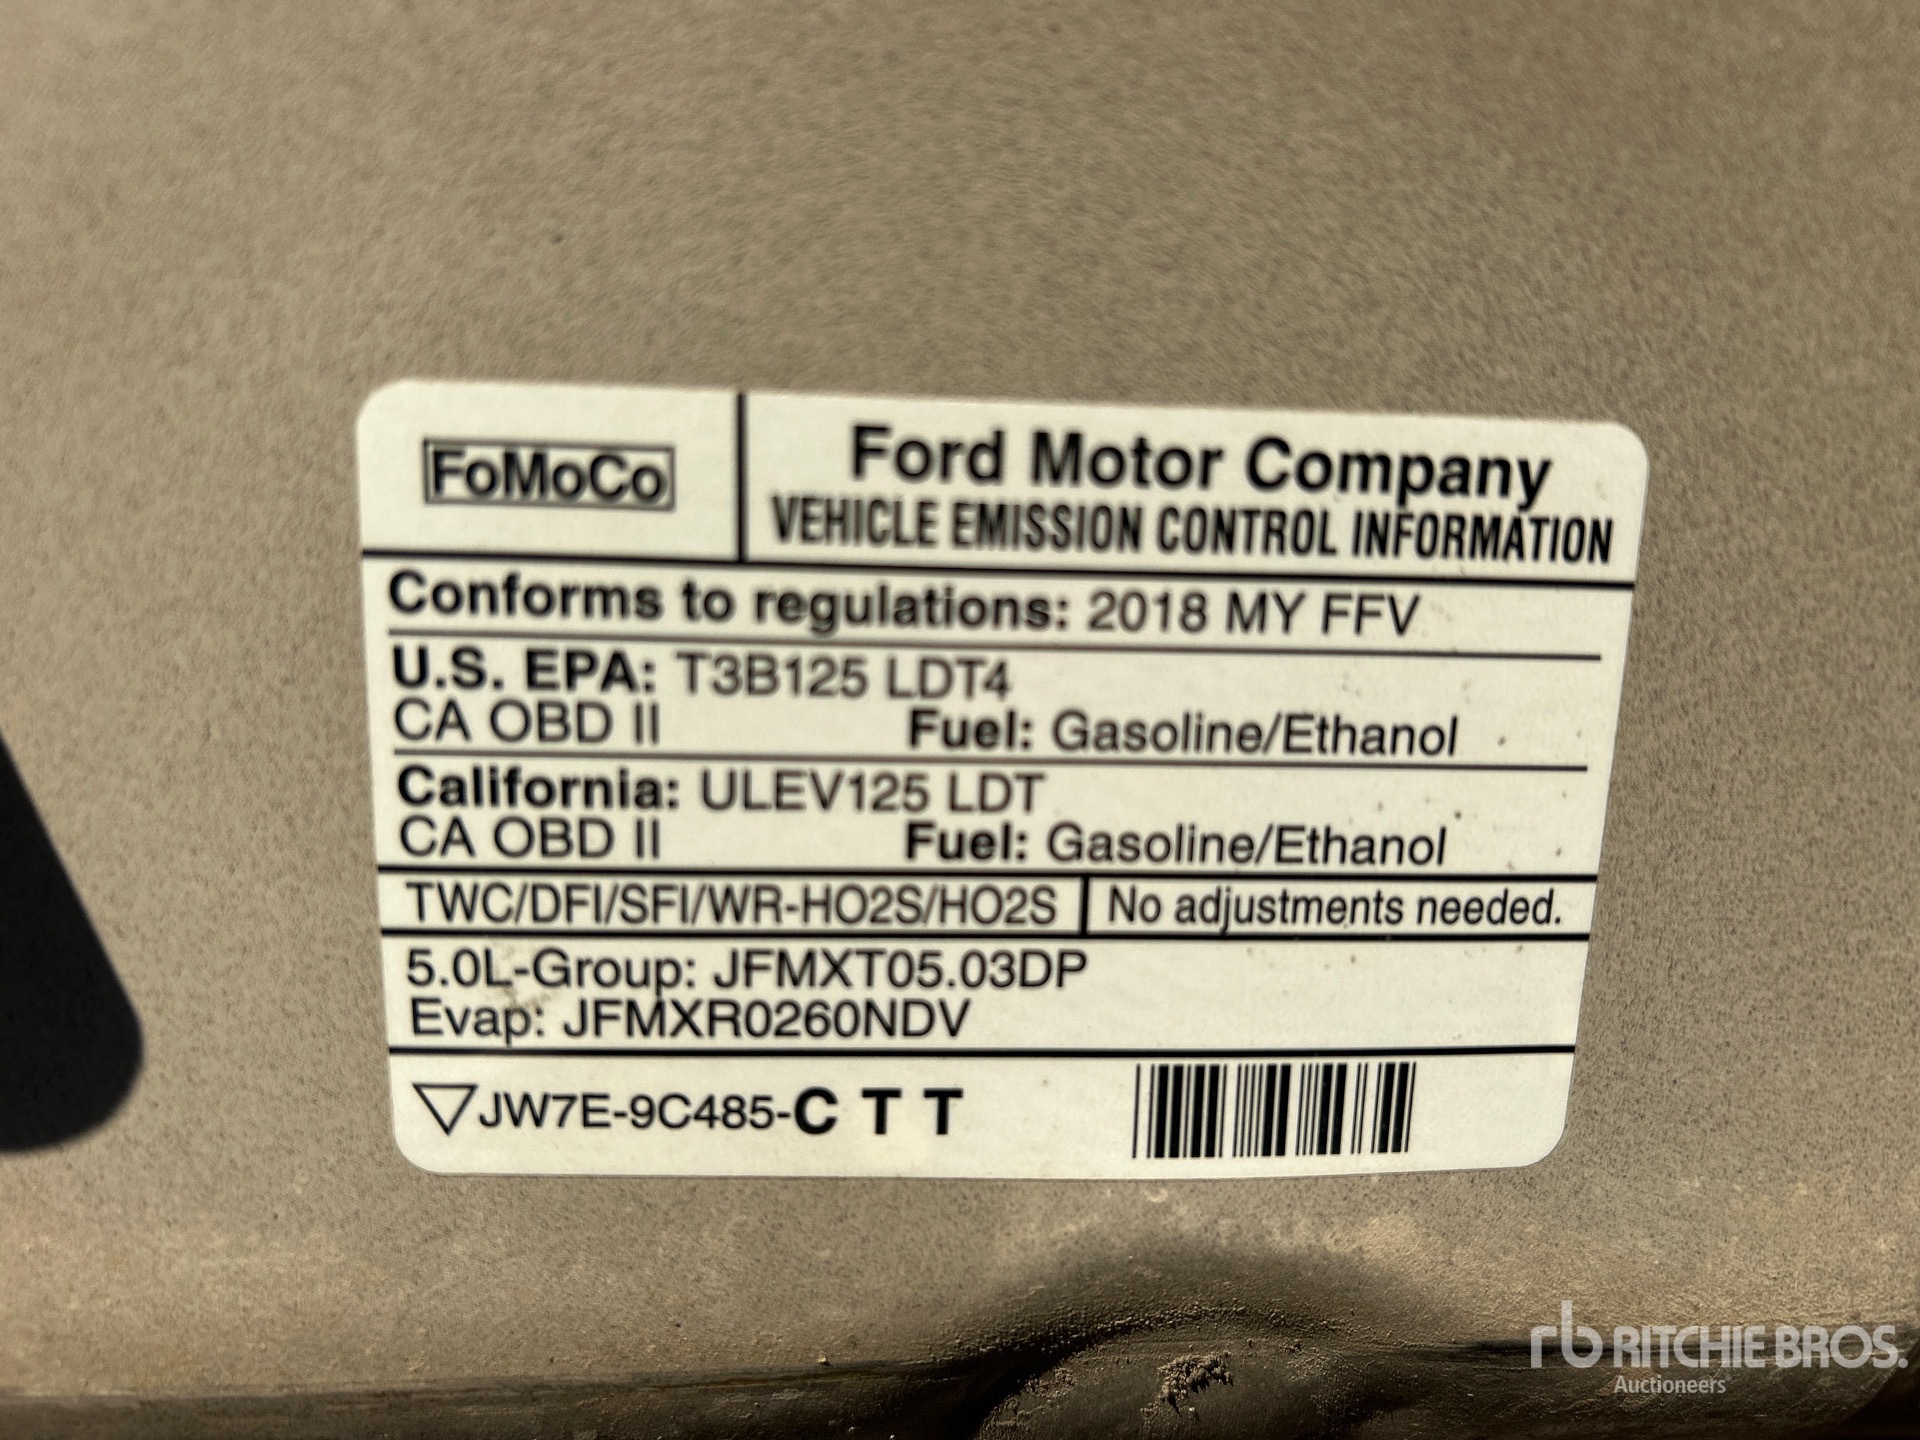 FoMoCo
Ford Motor Company
VEHICLE EMISSION CONTROL INFORMATION
Conforms to regulations: 2018 MY FFV
U.S. EPA: T3B125 LDT4
CA OBD II Fuel: Gasoline/Ethanol
California: ULEV125 LDT
CA OBD II Fuel: Gasoline/Ethanol
TWC/DFI/SFI/WR-HO2S/HO2S No adjustments needed.
5.0L-Group: JFMXT05.03DP
Evap: JFMXR0260NDV
JW7E-9C485-C T T
rb RITCHIE BROS.
Auctioneers